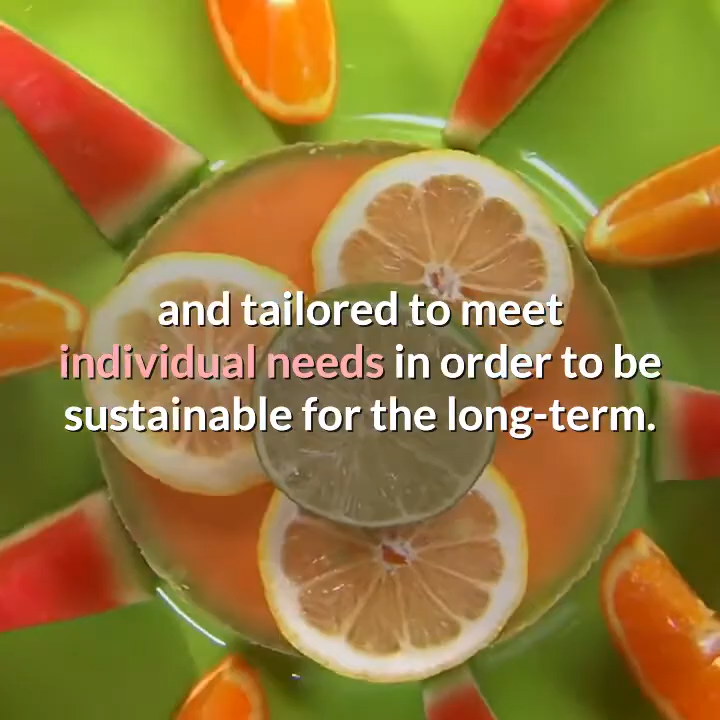 and tailored to meet
individual needs in order to be
sustainable for the long-term.